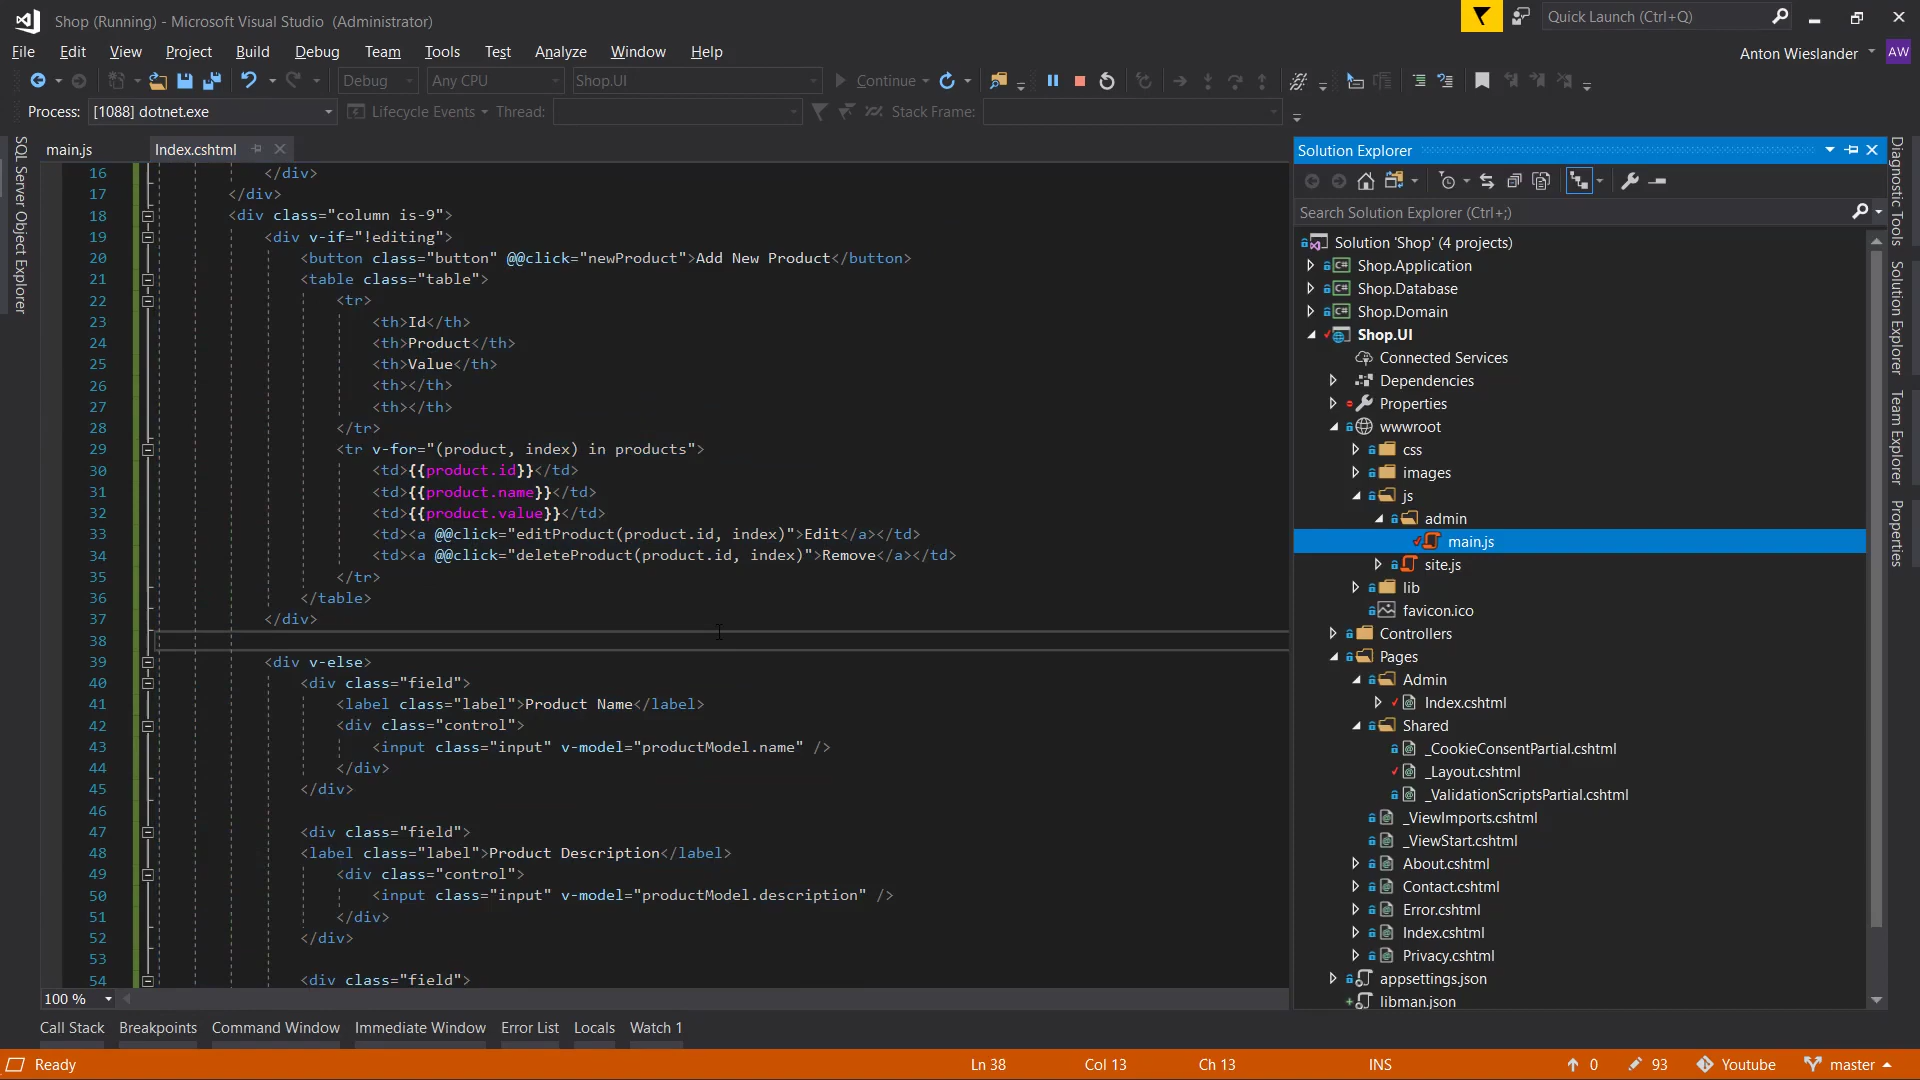 Shop (Running) - Microsoft Visual Studio (Administrator)
Quick Launch (Ctrl+Q)
File Edit View Project Build Debug Team Tools Test Analyze Window Help
Anton Wieslander AW
Debug Any CPU Shop.UI Continue
Process: [1088] dotnet.exe Lifecycle Events Thread: Stack Frame:
SQL Server Object Explorer
main.js Index.cshtml
16 </div>
17 </div>
18 <div class="column is-9">
19 <div v-if="!editing">
20 <button class="button" @@click="newProduct">Add New Product</button>
21 <table class="table">
22 <tr>
23 <th>Id</th>
24 <th>Product</th>
25 <th>Value</th>
26 <th></th>
27 <th></th>
28 </tr>
29 <tr v-for="(product, index) in products">
30 <td>{{product.id}}</td>
31 <td>{{product.name}}</td>
32 <td>{{product.value}}</td>
33 <td><a @@click="editProduct(product.id, index)">Edit</a></td>
34 <td><a @@click="deleteProduct(product.id, index)">Remove</a></td>
35 </tr>
36 </table>
37 </div>
38
39 <div v-else>
40 <div class="field">
41 <label class="label">Product Name</label>
42 <div class="control">
43 <input class="input" v-model="productModel.name" />
44 </div>
45 </div>
46
47 <div class="field">
48 <label class="label">Product Description</label>
49 <div class="control">
50 <input class="input" v-model="productModel.description" />
51 </div>
52 </div>
53
54 <div class="field">
100 %
Solution Explorer
Search Solution Explorer (Ctrl+;)
Solution 'Shop' (4 projects)
Shop.Application
Shop.Database
Shop.Domain
Shop.UI
Connected Services
Dependencies
Properties
wwwroot
css
images
js
admin
main.js
site.js
lib
favicon.ico
Controllers
Pages
Admin
Index.cshtml
Shared
_CookieConsentPartial.cshtml
_Layout.cshtml
_ValidationScriptsPartial.cshtml
_ViewImports.cshtml
_ViewStart.cshtml
About.cshtml
Contact.cshtml
Error.cshtml
Index.cshtml
Privacy.cshtml
appsettings.json
libman.json
Diagnostic Tools
Solution Explorer
Team Explorer
Properties
Call Stack Breakpoints Command Window Immediate Window Error List Locals Watch 1
Ready Ln 38 Col 13 Ch 13 INS 0 93 Youtube master